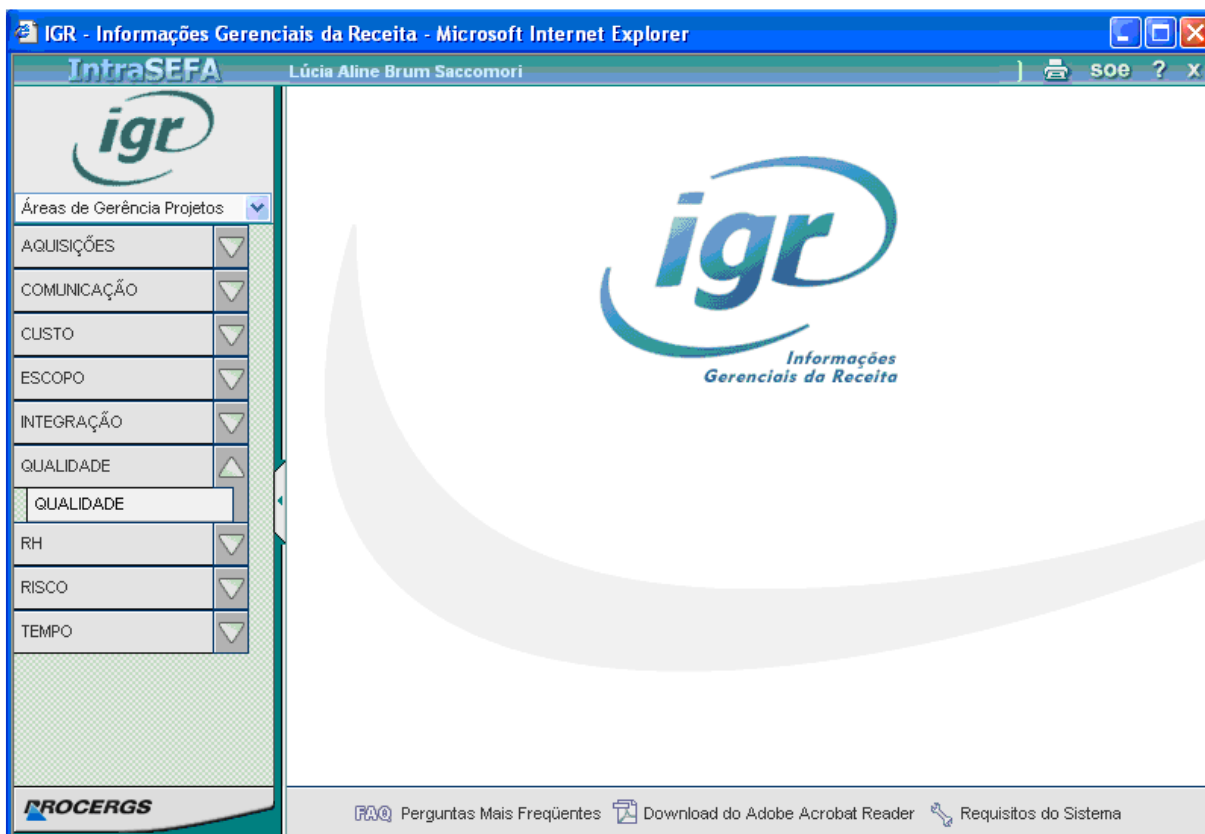 IGR - Informações Gerenciais da Receita - Microsoft Internet Explorer
IntraSEFA
Lúcia Aline Brum Saccomori
] soe ? x
igr
Áreas de Gerência Projetos
AQUISIÇÕES
COMUNICAÇÃO
CUSTO
ESCOPO
INTEGRAÇÃO
QUALIDADE
QUALIDADE
RH
RISCO
TEMPO
PROCERGS
igr
Informações
Gerenciais da Receita
FAQ Perguntas Mais Freqüentes Download do Adobe Acrobat Reader Requisitos do Sistema